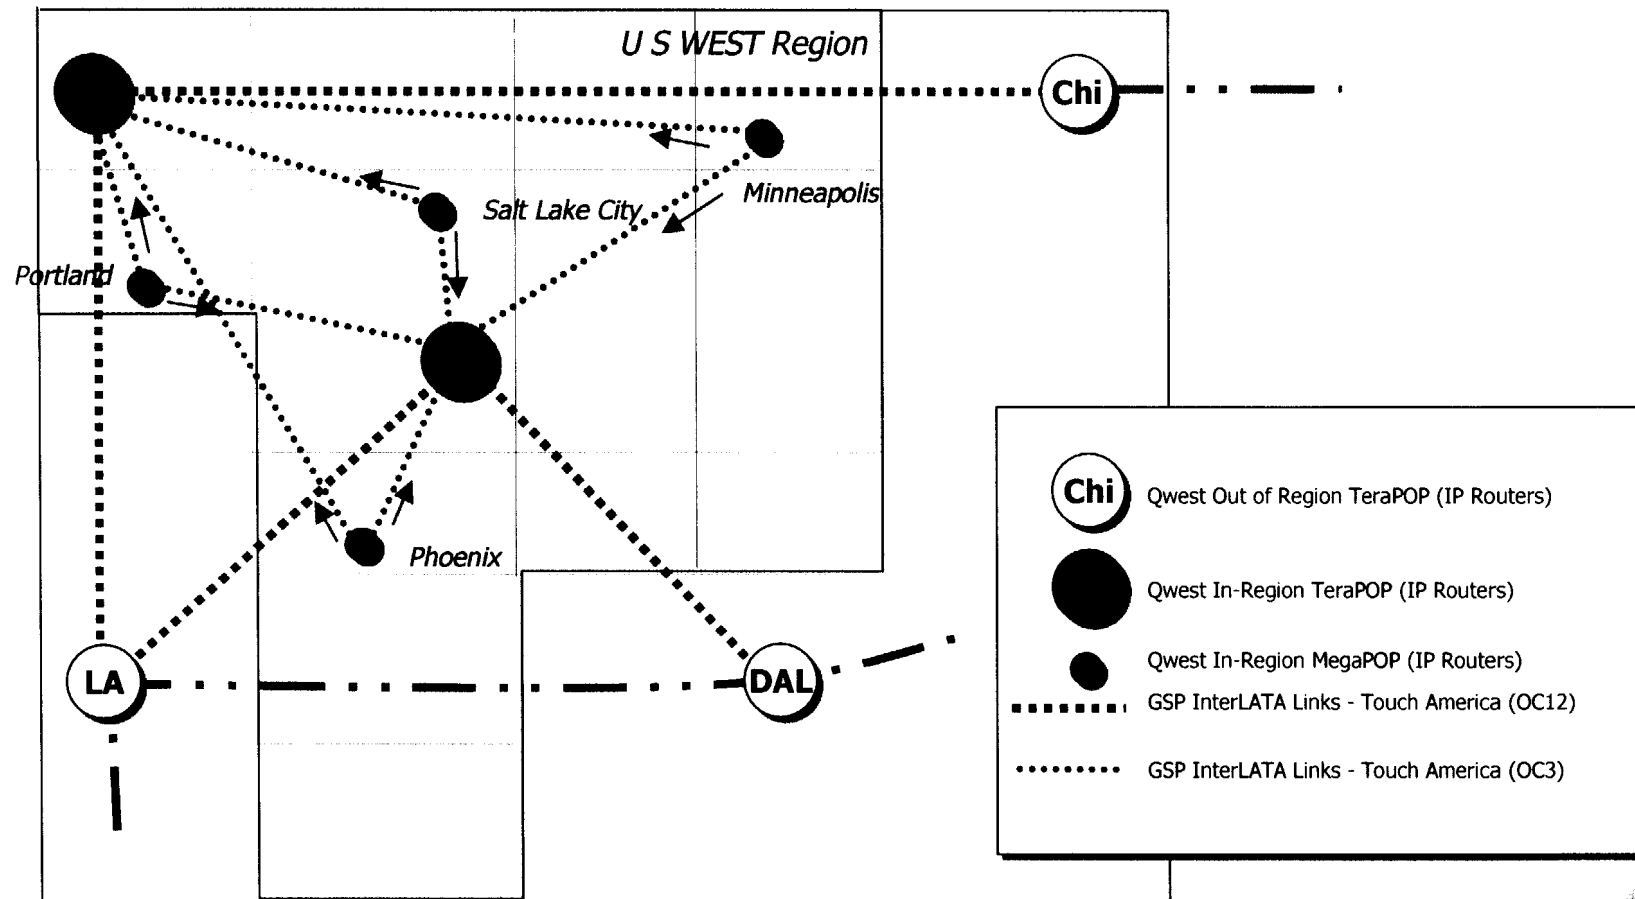 U S WEST Region
Chi
Minneapolis
Salt Lake City
Portland
Phoenix
LA
DAL
Chi
Qwest Out of Region TeraPOP (IP Routers)
Qwest In-Region TeraPOP (IP Routers)
Qwest In-Region MegaPOP (IP Routers)
GSP InterLATA Links - Touch America (OC12)
GSP InterLATA Links - Touch America (OC3)